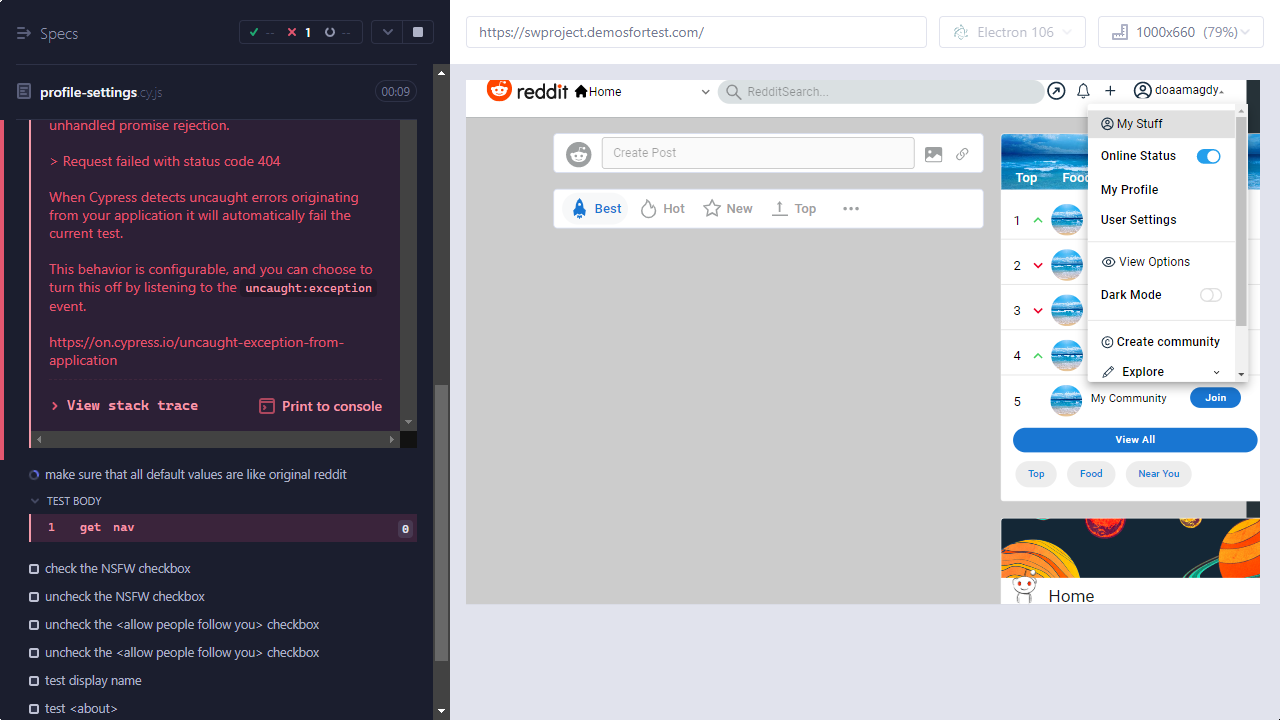 Specs
--
1
--
profile-settings.cy.js
00:09
unhandled promise rejection.
> Request failed with status code 404
When Cypress detects uncaught errors originating
from your application it will automatically fail the
current test.
This behavior is configurable, and you can choose to
turn this off by listening to the uncaught:exception
event.
https://on.cypress.io/uncaught-exception-from-
application
> View stack trace
Print to console
make sure that all default values are like original reddit
TEST BODY
1 get nav 0
check the NSFW checkbox
uncheck the NSFW checkbox
uncheck the <allow people follow you> checkbox
uncheck the <allow people follow you> checkbox
test display name
test <about>
https://swproject.demosfortest.com/
Electron 106
1000x660 (79%)
reddit
Home
RedditSearch...
doaamagdy
Create Post
Best
Hot
New
Top
Top
Food
1
2
3
4
5
My Community
Join
View All
Top
Food
Near You
Home
My Stuff
Online Status
My Profile
User Settings
View Options
Dark Mode
Create community
Explore